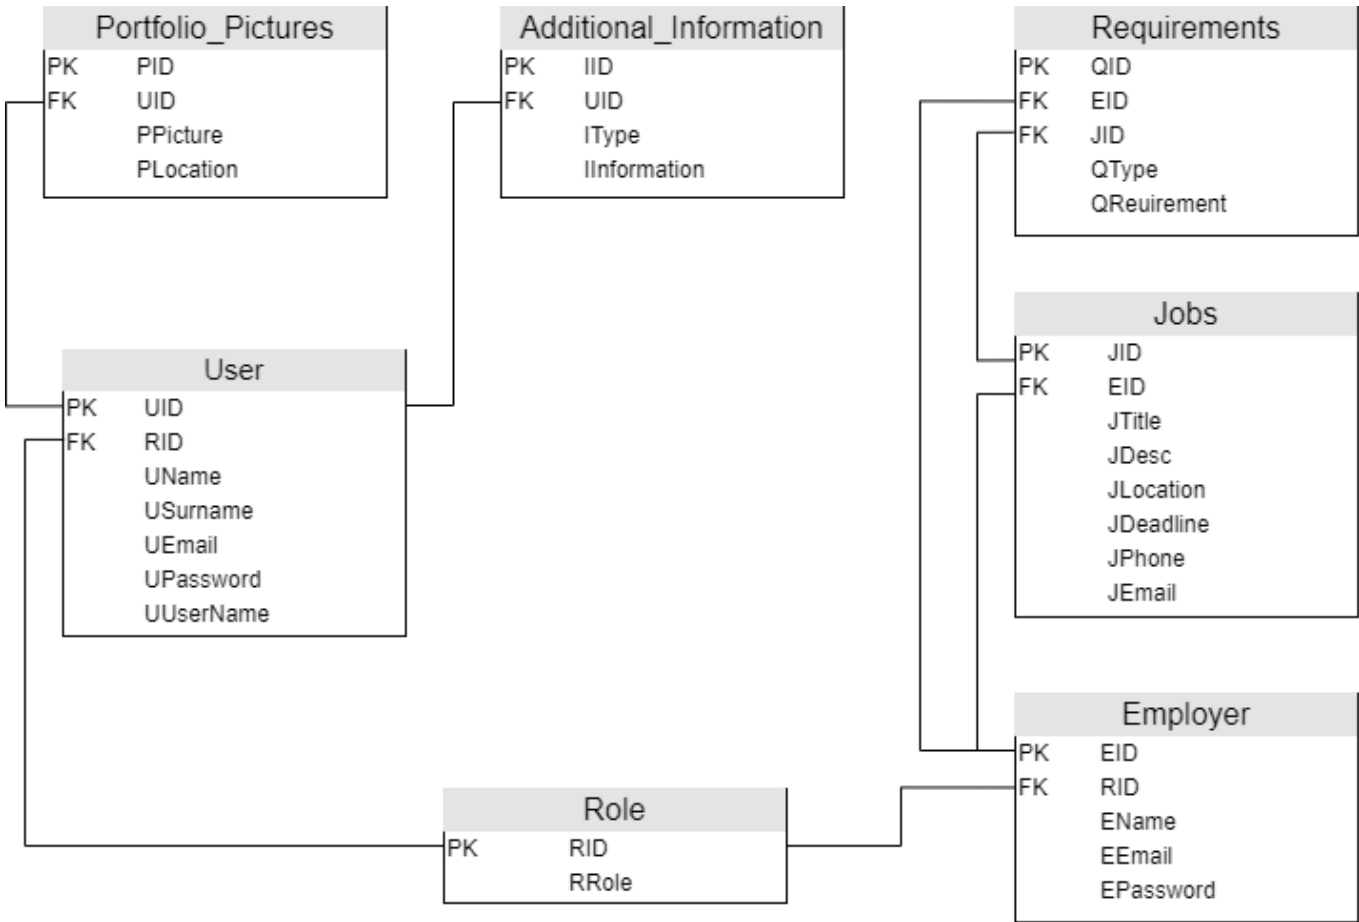 Portfolio_Pictures
PK PID
FK UID
PPicture
PLocation
Additional_Information
PK IID
FK UID
IType
IInformation
Requirements
PK QID
FK EID
FK JID
QType
QReuirement
User
PK UID
FK RID
UName
USurname
UEmail
UPassword
UUserName
Jobs
PK JID
FK EID
JTitle
JDesc
JLocation
JDeadline
JPhone
JEmail
Role
PK RID
RRole
Employer
PK EID
FK RID
EName
EEmail
EPassword